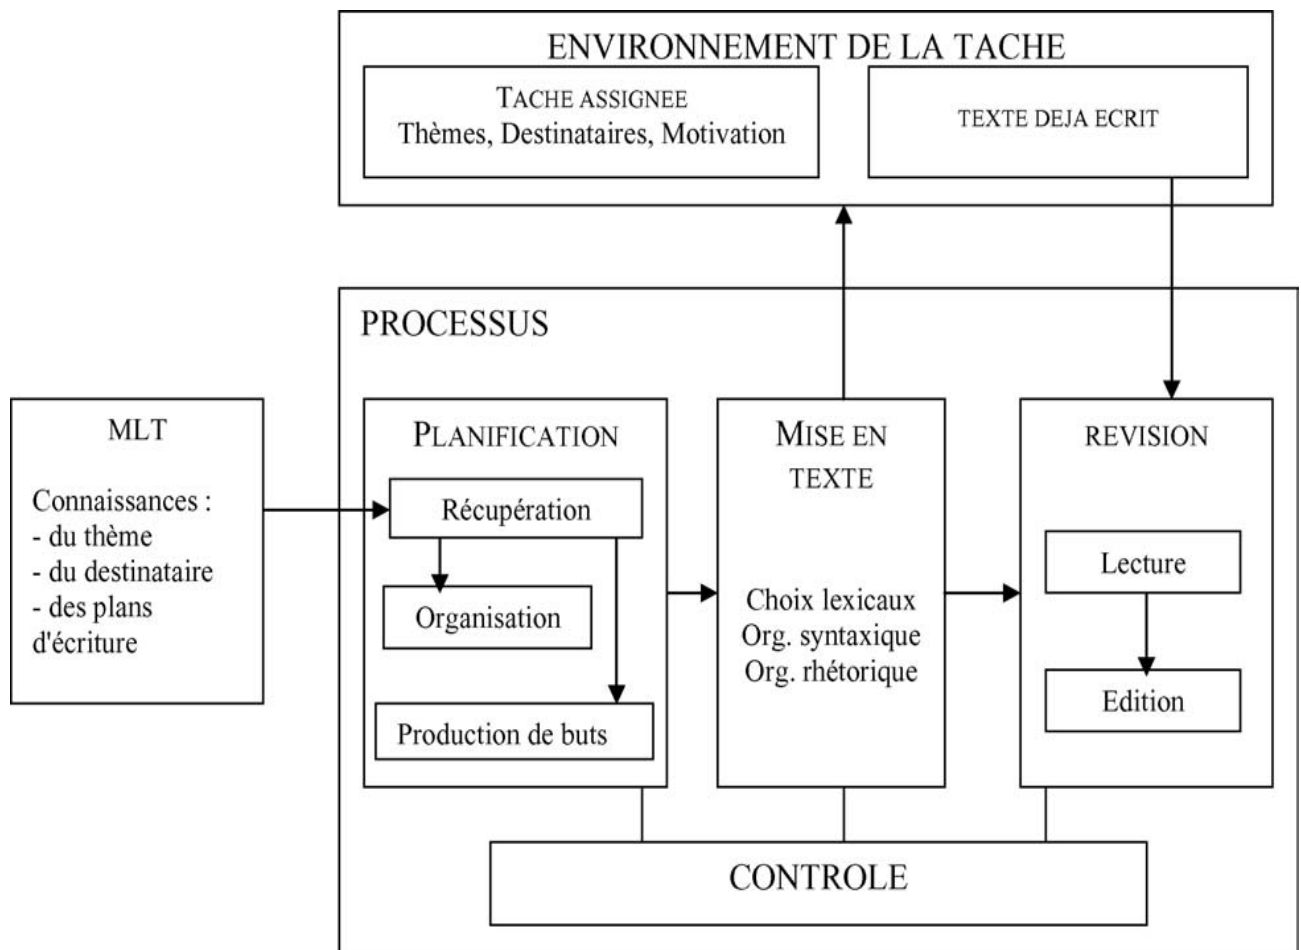 ENVIRONNEMENT DE LA TACHE
TACHE ASSIGNEE
Thèmes, Destinataires, Motivation
TEXTE DEJA ECRIT
PROCESSUS
MLT
Connaissances :
- du thème
- du destinataire
- des plans
d'écriture
PLANIFICATION
Récupération
Organisation
Production de buts
MISE EN
TEXTE
Choix lexicaux
Org. syntaxique
Org. rhétorique
REVISION
Lecture
Edition
CONTROLE